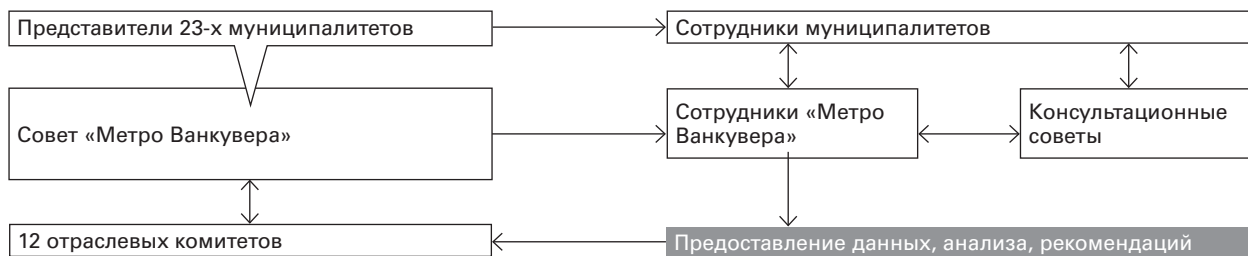 Представители 23-х муниципалитетов
Сотрудники муниципалитетов
Совет «Метро Ванкувера»
Сотрудники «Метро
Ванкувера»
Консультационные
советы
12 отраслевых комитетов
Предоставление данных, анализа, рекомендаций